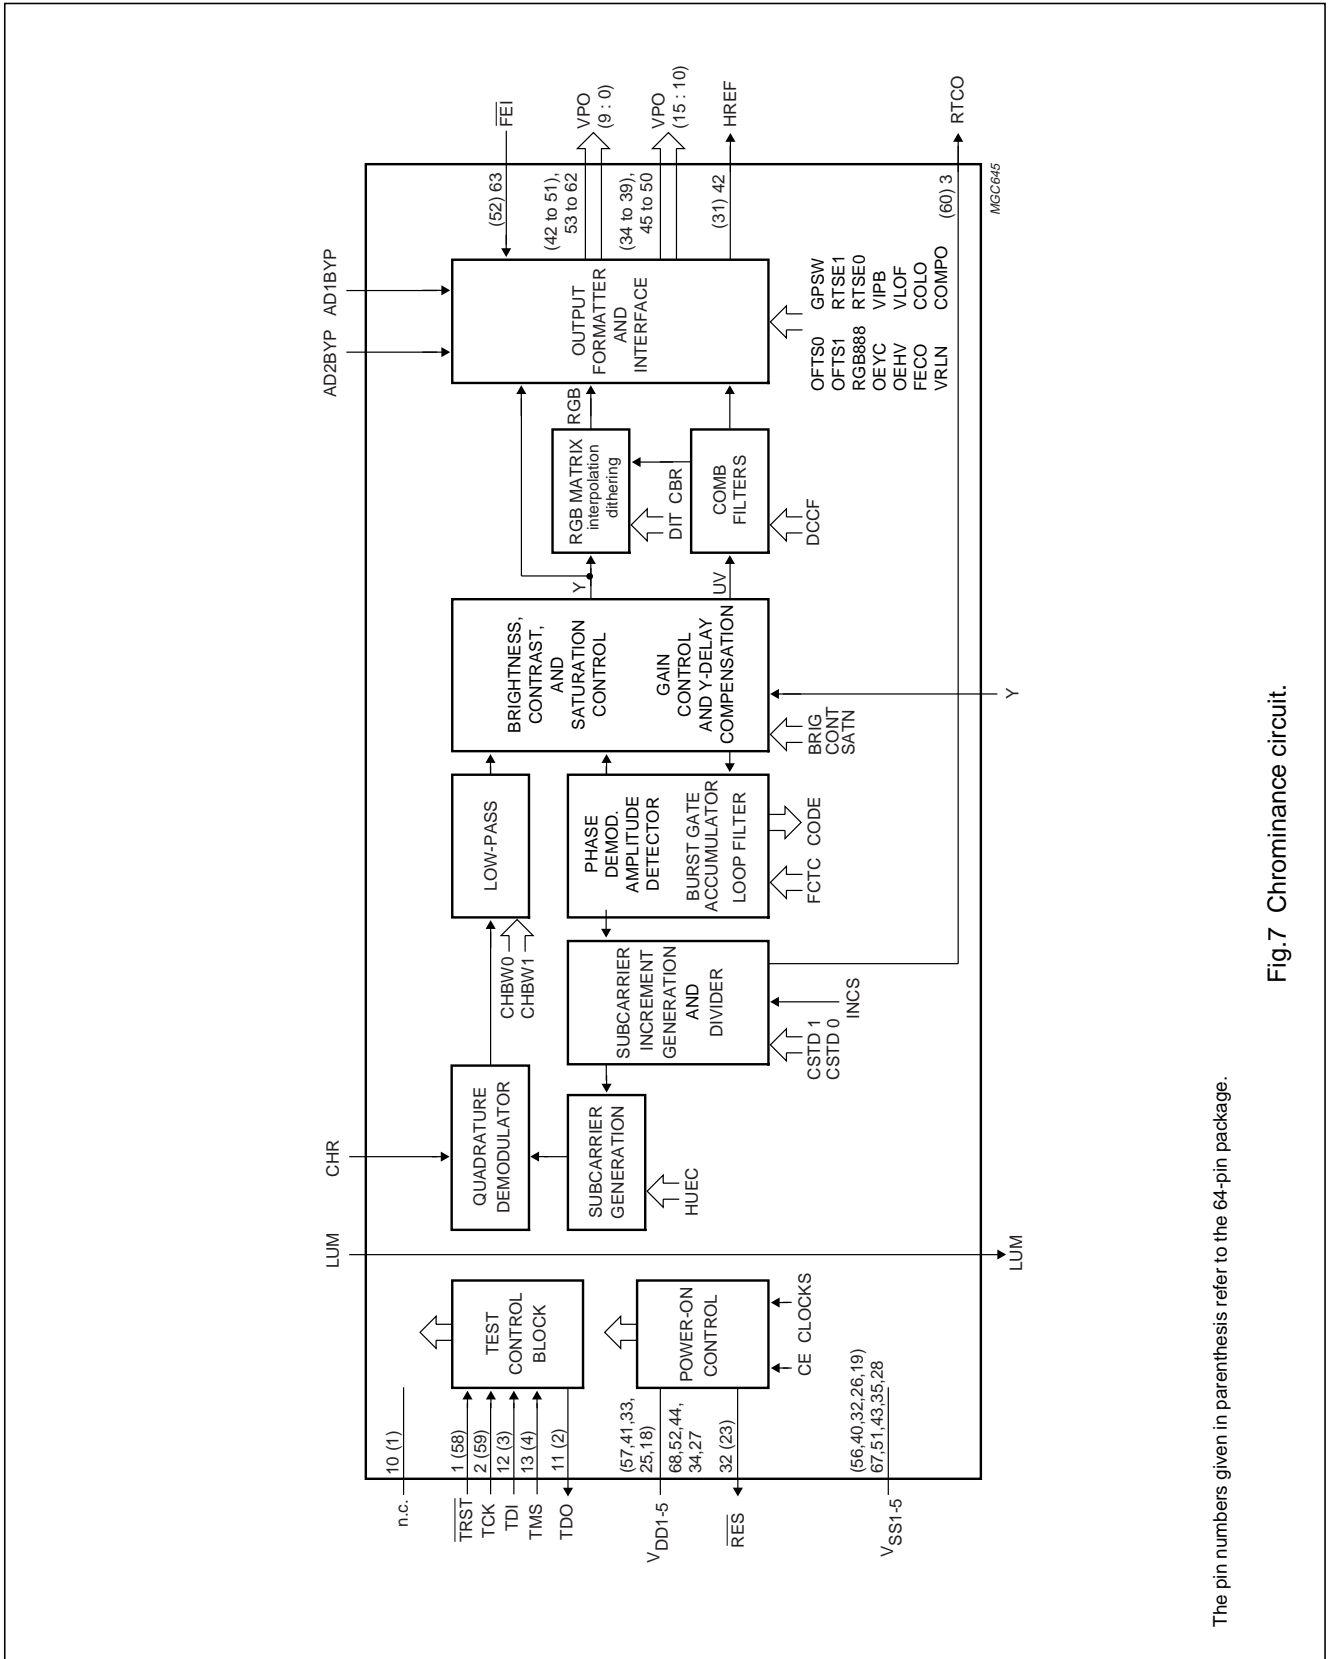 n.c.
10 (1)
TRST
1 (58)
TCK
2 (59)
TDI
12 (3)
TMS
13 (4)
TDO
11 (2)
VDD1-5
(57,41,33,
25,18)
68,52,44,
34,27
RES
32 (23)
VSS1-5
(56,40,32,26,19)
67,51,43,35,28
TEST
CONTROL
BLOCK
POWER-ON
CONTROL
CE
CLOCKS
LUM
LUM
CHR
QUADRATURE
DEMODULATOR
SUBCARRIER
GENERATION
HUEC
CHBW0
CHBW1
LOW-PASS
SUBCARRIER
INCREMENT
GENERATION
AND
DIVIDER
CSTD 1
CSTD 0
INCS
PHASE
DEMOD.
AMPLITUDE
DETECTOR
BURST GATE
ACCUMULATOR
LOOP FILTER
FCTC
CODE
BRIGHTNESS,
CONTRAST,
AND
SATURATION
CONTROL
GAIN
CONTROL
AND Y-DELAY
COMPENSATION
BRIG
CONT
SATN
Y
Y
UV
RGB MATRIX
interpolation
dithering
DIT
CBR
RGB
COMB
FILTERS
DCCF
AD2BYP
AD1BYP
OUTPUT
FORMATTER
AND
INTERFACE
OFTS0
OFTS1
RGB888
OEYC
OEHV
FECO
VRLN
GPSW
RTSE1
RTSE0
VIPB
VLOF
COLO
COMPO
(52) 63
FEI
(42 to 51),
53 to 62
VPO
(9 : 0)
(34 to 39),
45 to 50
VPO
(15 : 10)
(31) 42
HREF
(60) 3
RTCO
MGC645
The pin numbers given in parenthesis refer to the 64-pin package.
Fig.7 Chrominance circuit.